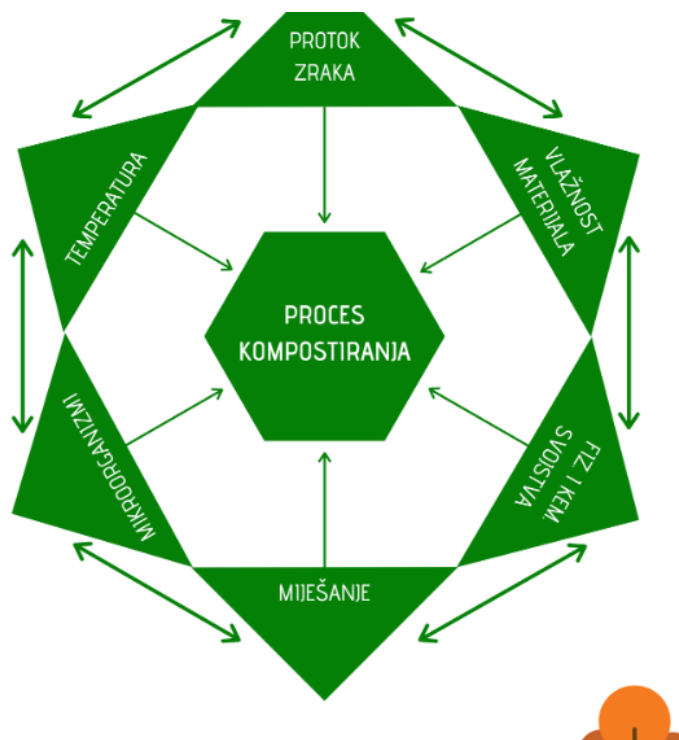 PROTOK
ZRAKA
VLAŽNOST
MATERIJALA
FIZ. I KEM.
SVOJSTVA
MIJEŠANJE
MIKROORGANIZMI
TEMPERATURA
PROCES
KOMPOSTIRANJA